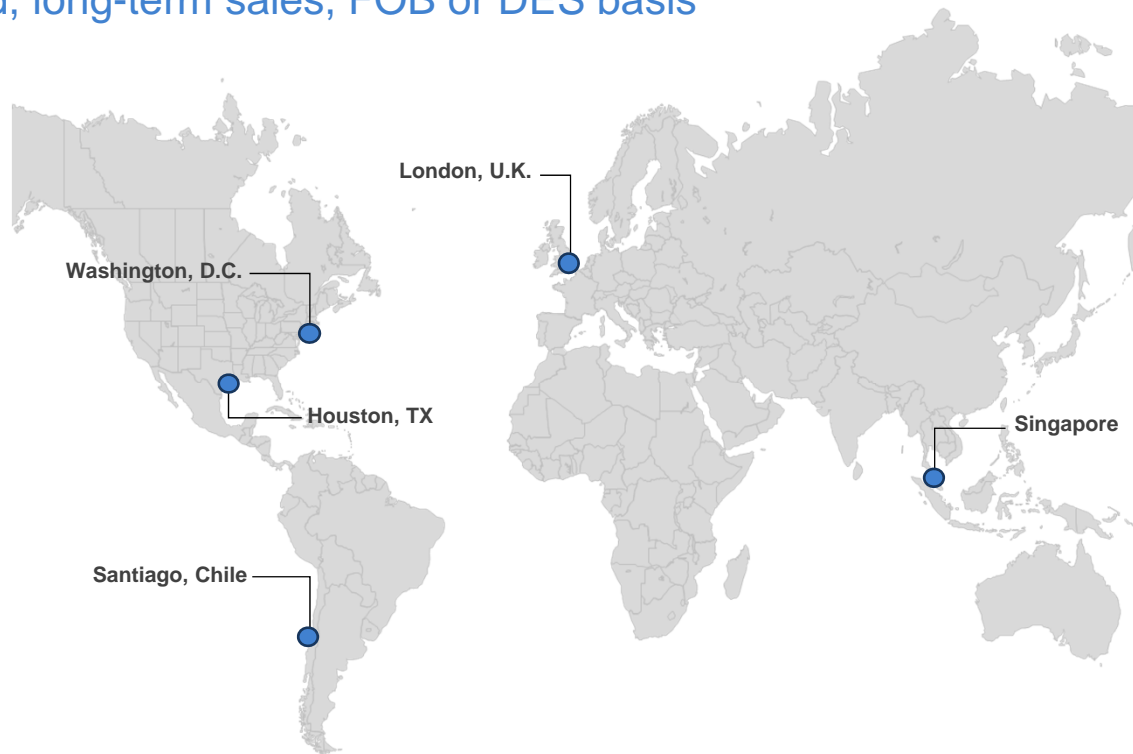 long-term sales, FOB or DES basis
London, U.K.
Washington, D.C.
Houston, TX
Singapore
Santiago, Chile